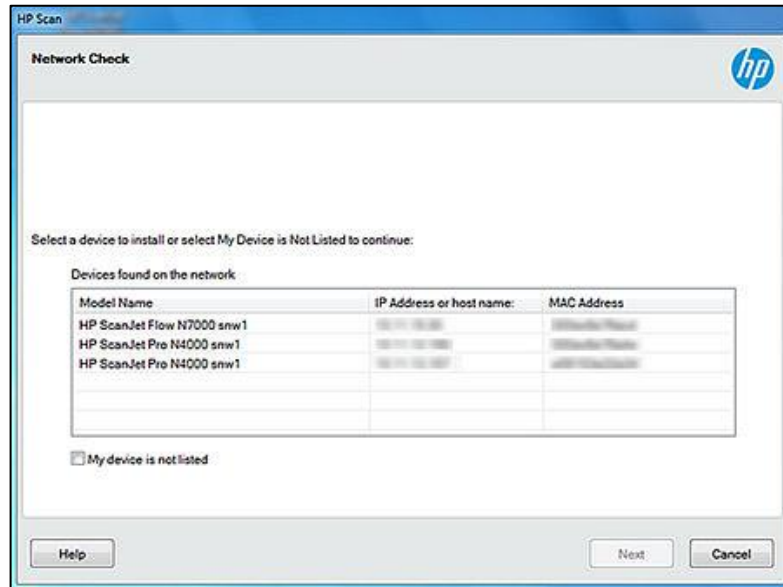 HP Scan
Network Check
hp
Select a device to install or select My Device is Not Listed to continue:
Devices found on the network
Model Name IP Address or host name: MAC Address
HP ScanJet Flow N7000 snw1
HP ScanJet Pro N4000 snw1
HP ScanJet Pro N4000 snw1
My device is not listed
Help Next Cancel